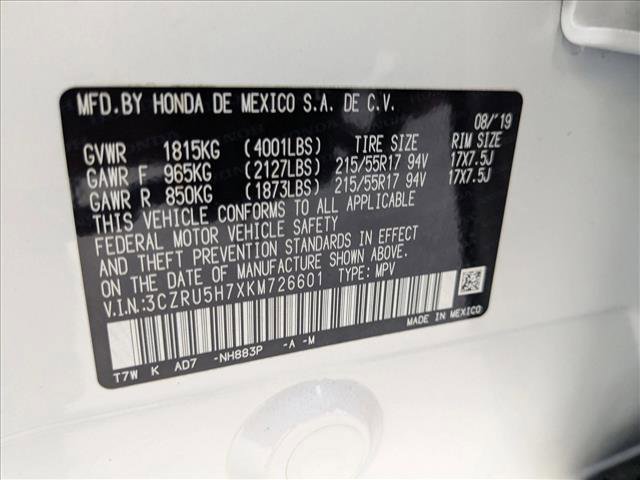 MFD.BY HONDA DE MEXICO S.A. DE C.V.
08/'19
GVWR 1815KG (4001LBS) TIRE SIZE RIM SIZE
GAWR F 965KG (2127LBS) 215/55R17 94V 17X7.5J
GAWR R 850KG (1873LBS) 215/55R17 94V 17X7.5J
THIS VEHICLE CONFORMS TO ALL APPLICABLE
FEDERAL MOTOR VEHICLE SAFETY
AND THEFT PREVENTION STANDARDS IN EFFECT
ON THE DATE OF MANUFACTURE SHOWN ABOVE.
V.I.N:3CZRU5H7XKM726601 TYPE: MPV
T7W K AD7 -NH883P -A -M MADE IN MEXICO